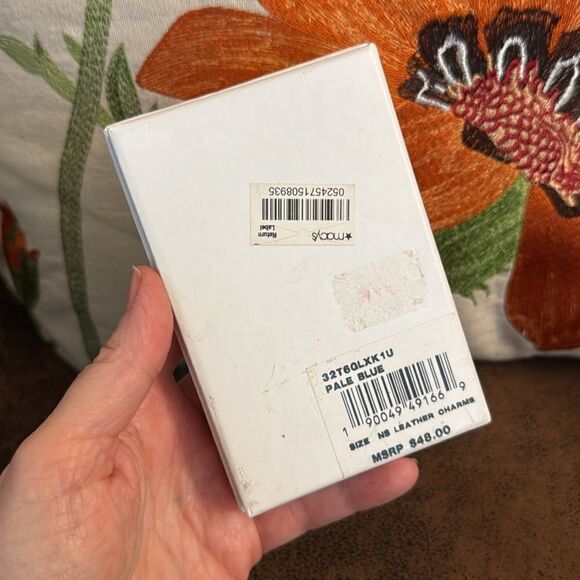 Return
Label
★macy's
0524571508935
32T6GLXK1U
PALE BLUE
1 90049 49166 9
SIZE NS LEATHER CHARMS
MSRP $48.00